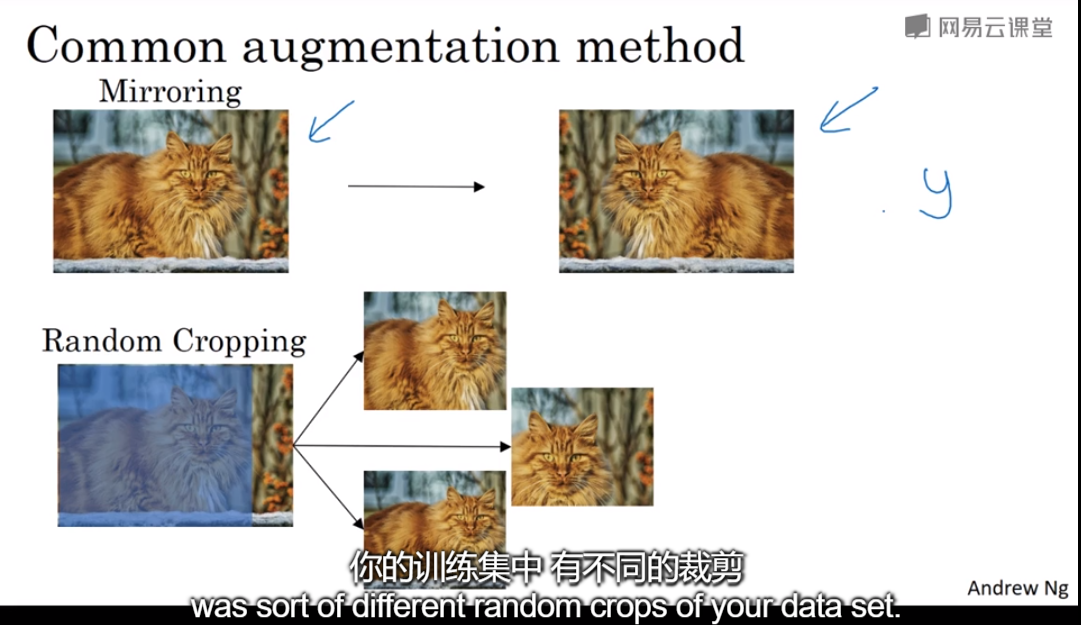 Common augmentation method
网易云课堂
Mirroring
y
Random Cropping
你的训练集中 有不同的裁剪
was sort of different random crops of your data set.
Andrew Ng